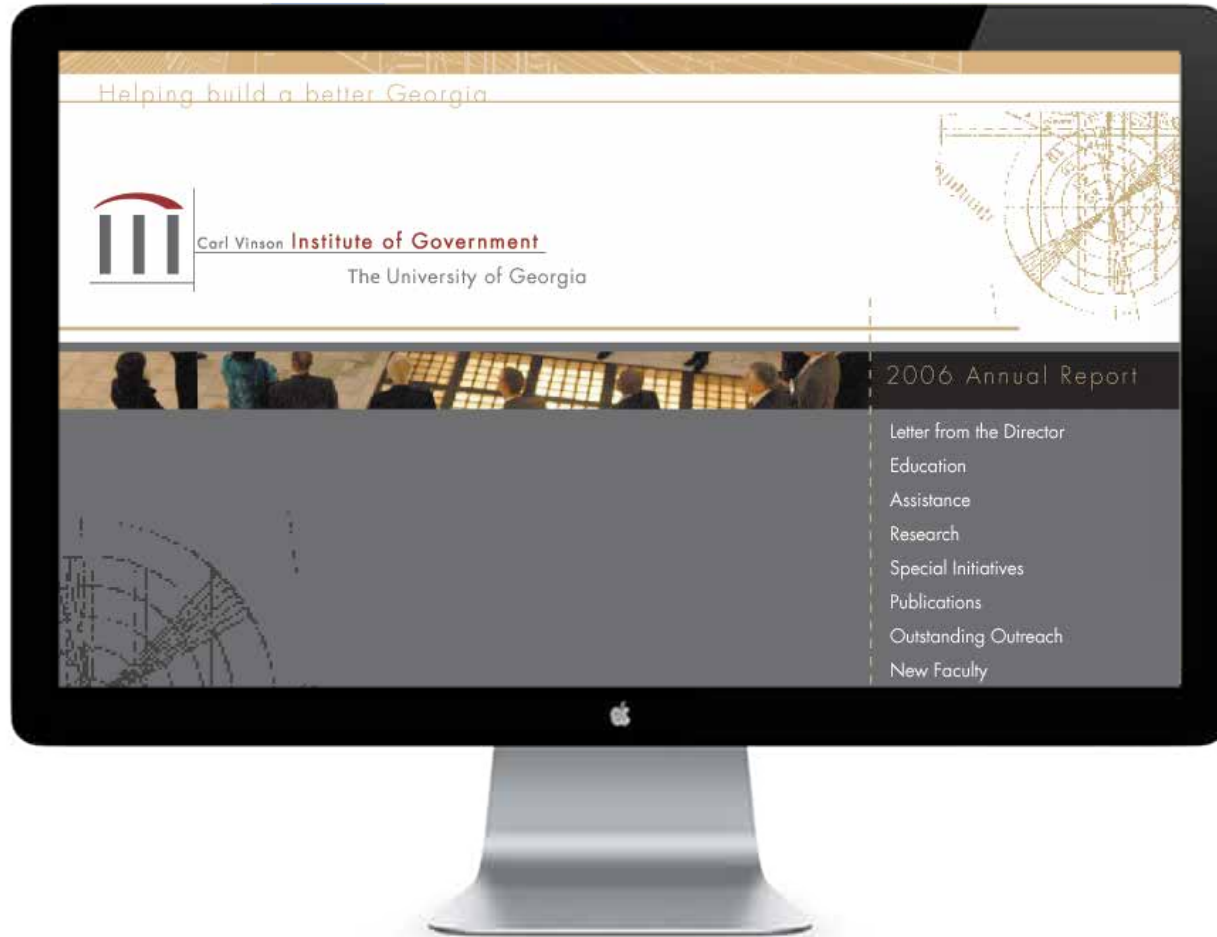 Helping build a better Georgia
Carl Vinson Institute of Government
The University of Georgia
2006 Annual Report
Letter from the Director
Education
Assistance
Research
Special Initiatives
Publications
Outstanding Outreach
New Faculty